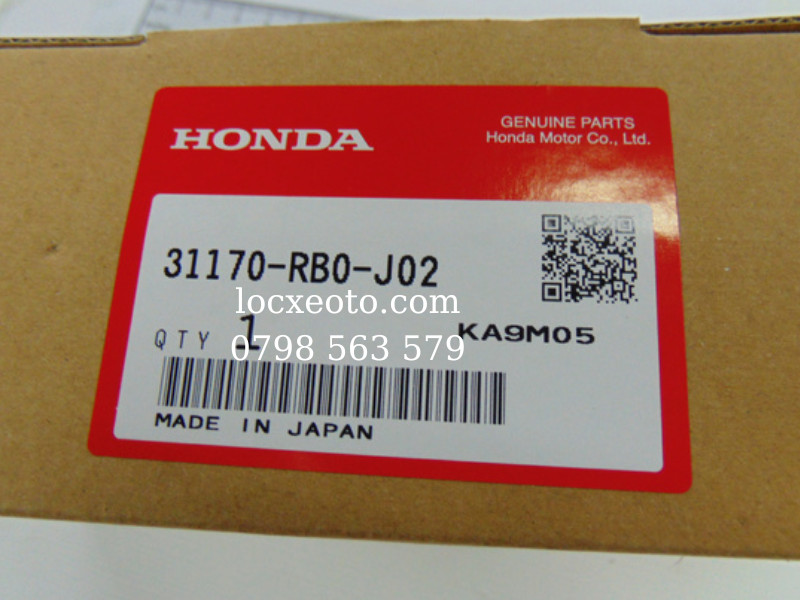 HONDA
GENUINE PARTS
Honda Motor Co., Ltd.
31170-RB0-J02
locxeoto.com
QTY 1
KA9M05
0798 563 579
MADE IN JAPAN